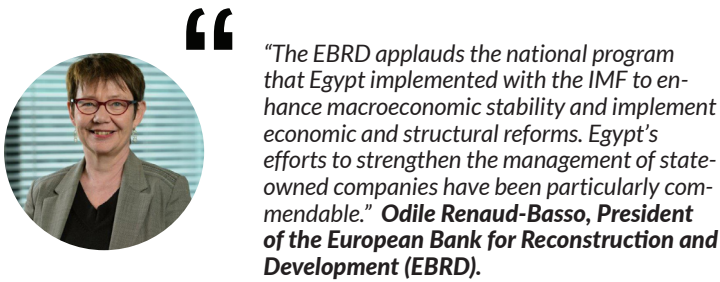 “
“The EBRD applauds the national program
that Egypt implemented with the IMF to en-
hance macroeconomic stability and implement
economic and structural reforms. Egypt’s
efforts to strengthen the management of state-
owned companies have been particularly com-
mendable.” Odile Renaud-Basso, President
of the European Bank for Reconstruction and
Development (EBRD).